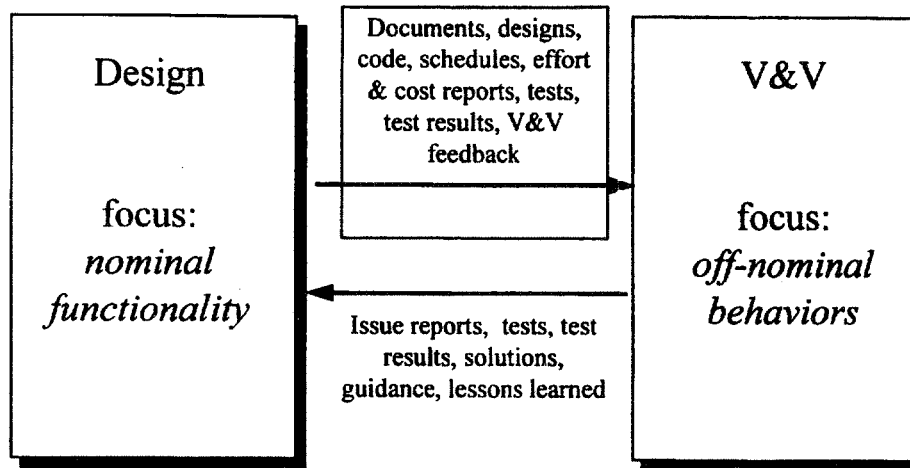 Design
focus:
nominal
functionality
Documents, designs,
code, schedules, effort
& cost reports, tests,
test results, V&V
feedback
Issue reports, tests, test
results, solutions,
guidance, lessons learned
V&V
focus:
off-nominal
behaviors